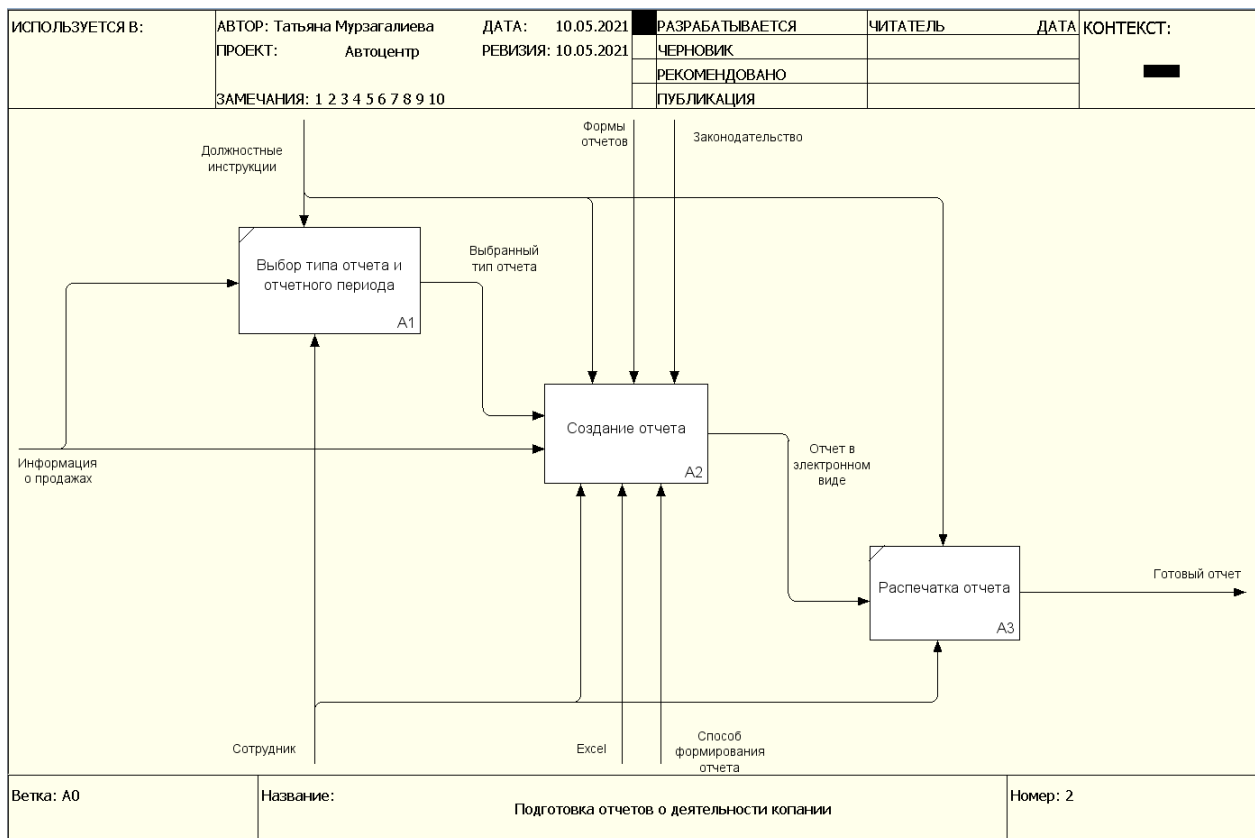 ИСПОЛЬЗУЕТСЯ В:
АВТОР: Татьяна Мурзагалиева
ДАТА: 10.05.2021
РАЗРАБАТЫВАЕТСЯ
ЧИТАТЕЛЬ
ДАТА
КОНТЕКСТ:
ПРОЕКТ: Автоцентр
РЕВИЗИЯ: 10.05.2021
ЧЕРНОВИК
РЕКОМЕНДОВАНО
ЗАМЕЧАНИЯ: 1 2 3 4 5 6 7 8 9 10
ПУБЛИКАЦИЯ
Должностные
инструкции
Формы
отчетов
Законодательство
Выбор типа отчета и
отчетного периода
A1
Выбранный
тип отчета
Создание отчета
A2
Информация
о продажах
Отчет в
электронном
виде
Распечатка отчета
A3
Готовый отчет
Сотрудник
Excel
Способ
формирования
отчета
Ветка: A0
Название:
Подготовка отчетов о деятельности копании
Номер: 2